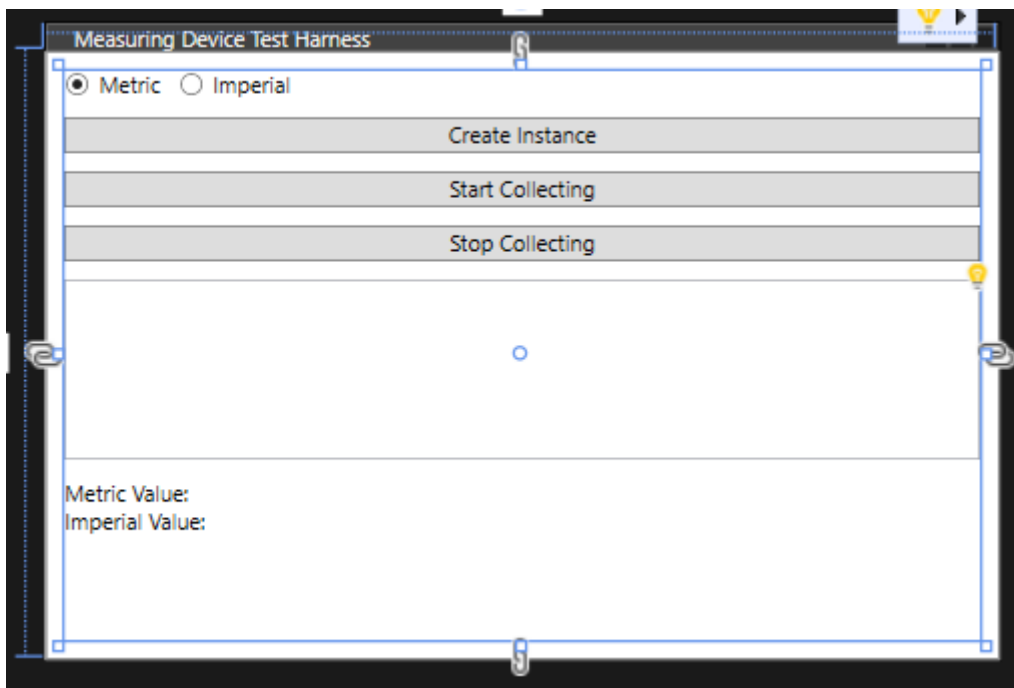 Measuring Device Test Harness
Metric Imperial
Create Instance
Start Collecting
Stop Collecting
Metric Value:
Imperial Value: